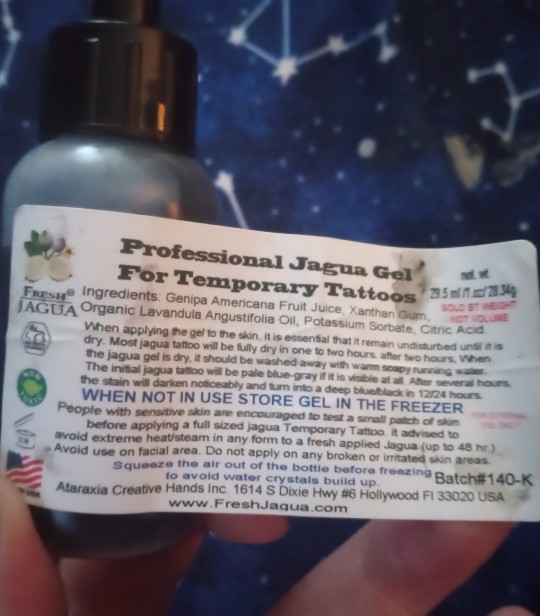 Professional Jagua Gel
For Temporary Tattoos
net. wt.
29.5 ml/1.oz/28.34g
SOLD BY WEIGHT
NOT VOLUME
FRESH®
JAGUA
Ingredients: Genipa Americana Fruit Juice, Xanthan Gum,
Organic Lavandula Angustifolia Oil, Potassium Sorbate, Citric Acid.
When applying the gel to the skin, it is essential that it remain undisturbed until it is
dry. Most jagua tattoo will be fully dry in one to two hours. after two hours. When
the jagua gel is dry, it should be washed away with warm soapy running water.
The initial jagua tattoo will be pale blue-gray if it is visible at all. After several hours,
the stain will darken noticeably and turn into a deep blue/black in 12/24 hours.
WHEN NOT IN USE STORE GEL IN THE FREEZER
NON
TOXIC
FOR EXTERNAL
USE ONLY
People with sensitive skin are encouraged to test a small patch of skin
before applying a full sized jagua Temporary Tattoo. it advised to
avoid extreme heat/steam in any form to a fresh applied Jagua (up to 48 hr.)
Avoid use on facial area. Do not apply on any broken or irritated skin areas.
Squeeze the air out of the bottle before freezing
to avoid water crystals build up.
Batch#140-K
Ataraxia Creative Hands Inc. 1614 S Dixie Hwy #6 Hollywood Fl 33020 USA
www.FreshJagua.com